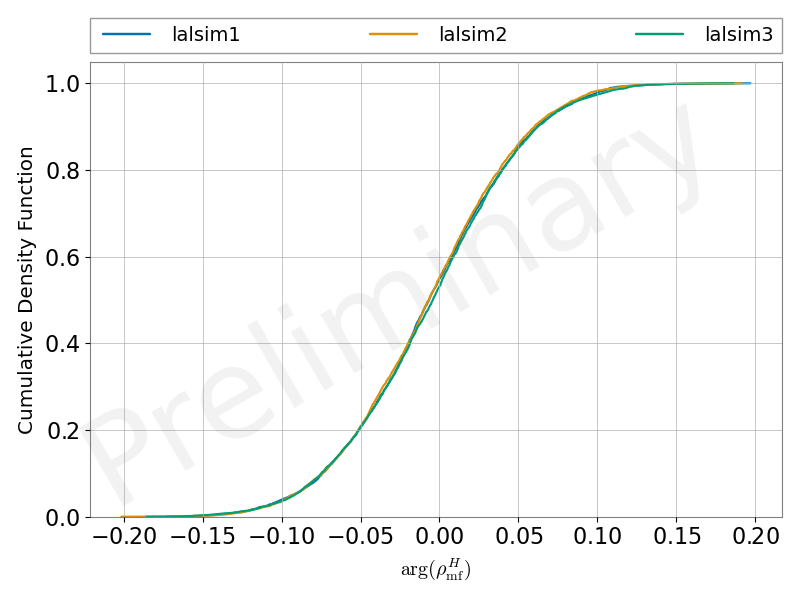 lalsim1 lalsim2 lalsim3
1.0
0.8
0.6
0.4
0.2
0.0
Cumulative Density Function
Preliminary
−0.20 −0.15 −0.10 −0.05 0.00 0.05 0.10 0.15 0.20
arg(ρ_mf^H)